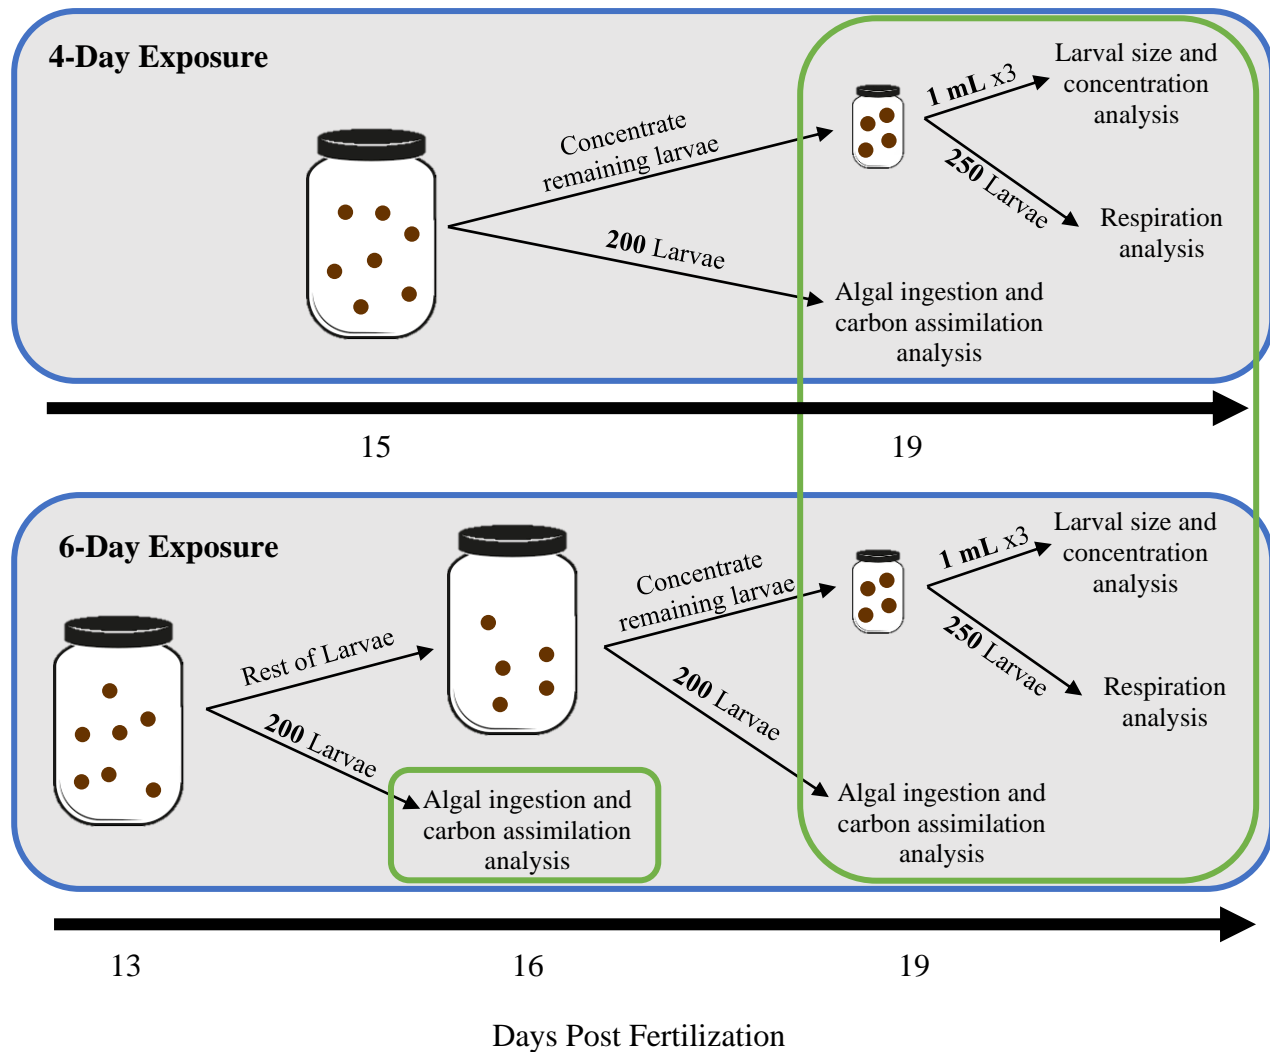 4-Day Exposure
Concentrate
remaining larvae
200 Larvae
1 mL x3
250 Larvae
Larval size and
concentration
analysis
Respiration
analysis
Algal ingestion and
carbon assimilation
analysis
15
19
6-Day Exposure
Rest of Larvae
200 Larvae
Algal ingestion and
carbon assimilation
analysis
Concentrate
remaining larvae
200 Larvae
1 mL x3
250 Larvae
Larval size and
concentration
analysis
Respiration
analysis
Algal ingestion and
carbon assimilation
analysis
13
16
19
Days Post Fertilization